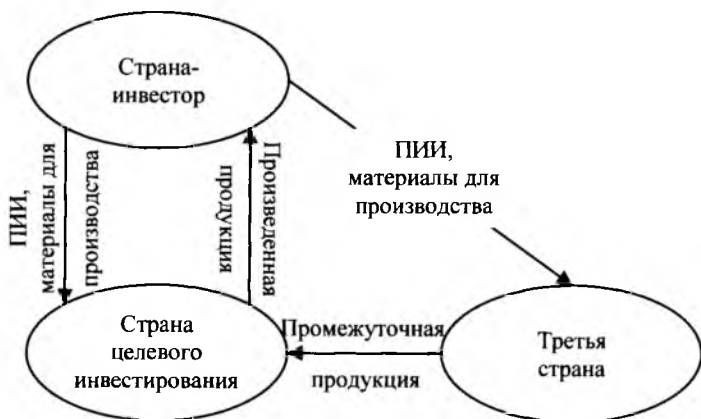 Страна-
инвестор
ПИИ,
материалы для
производства
Произведенная
продукция
ПИИ,
материалы для
производства
Страна
целевого
инвестирования
Промежуточная
продукция
Третья
страна